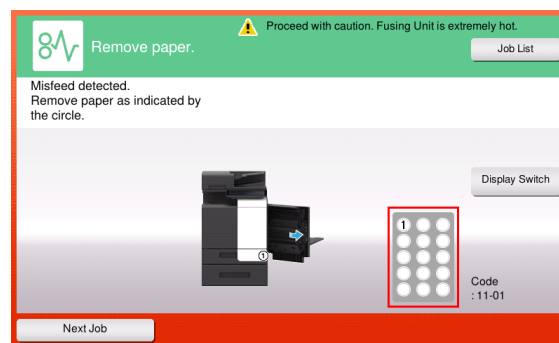 Proceed with caution. Fusing Unit is extremely hot.
Remove paper.
Job List
Misfeed detected.
Remove paper as indicated by
the circle.
Display Switch
1
1
Code
: 11-01
Next Job